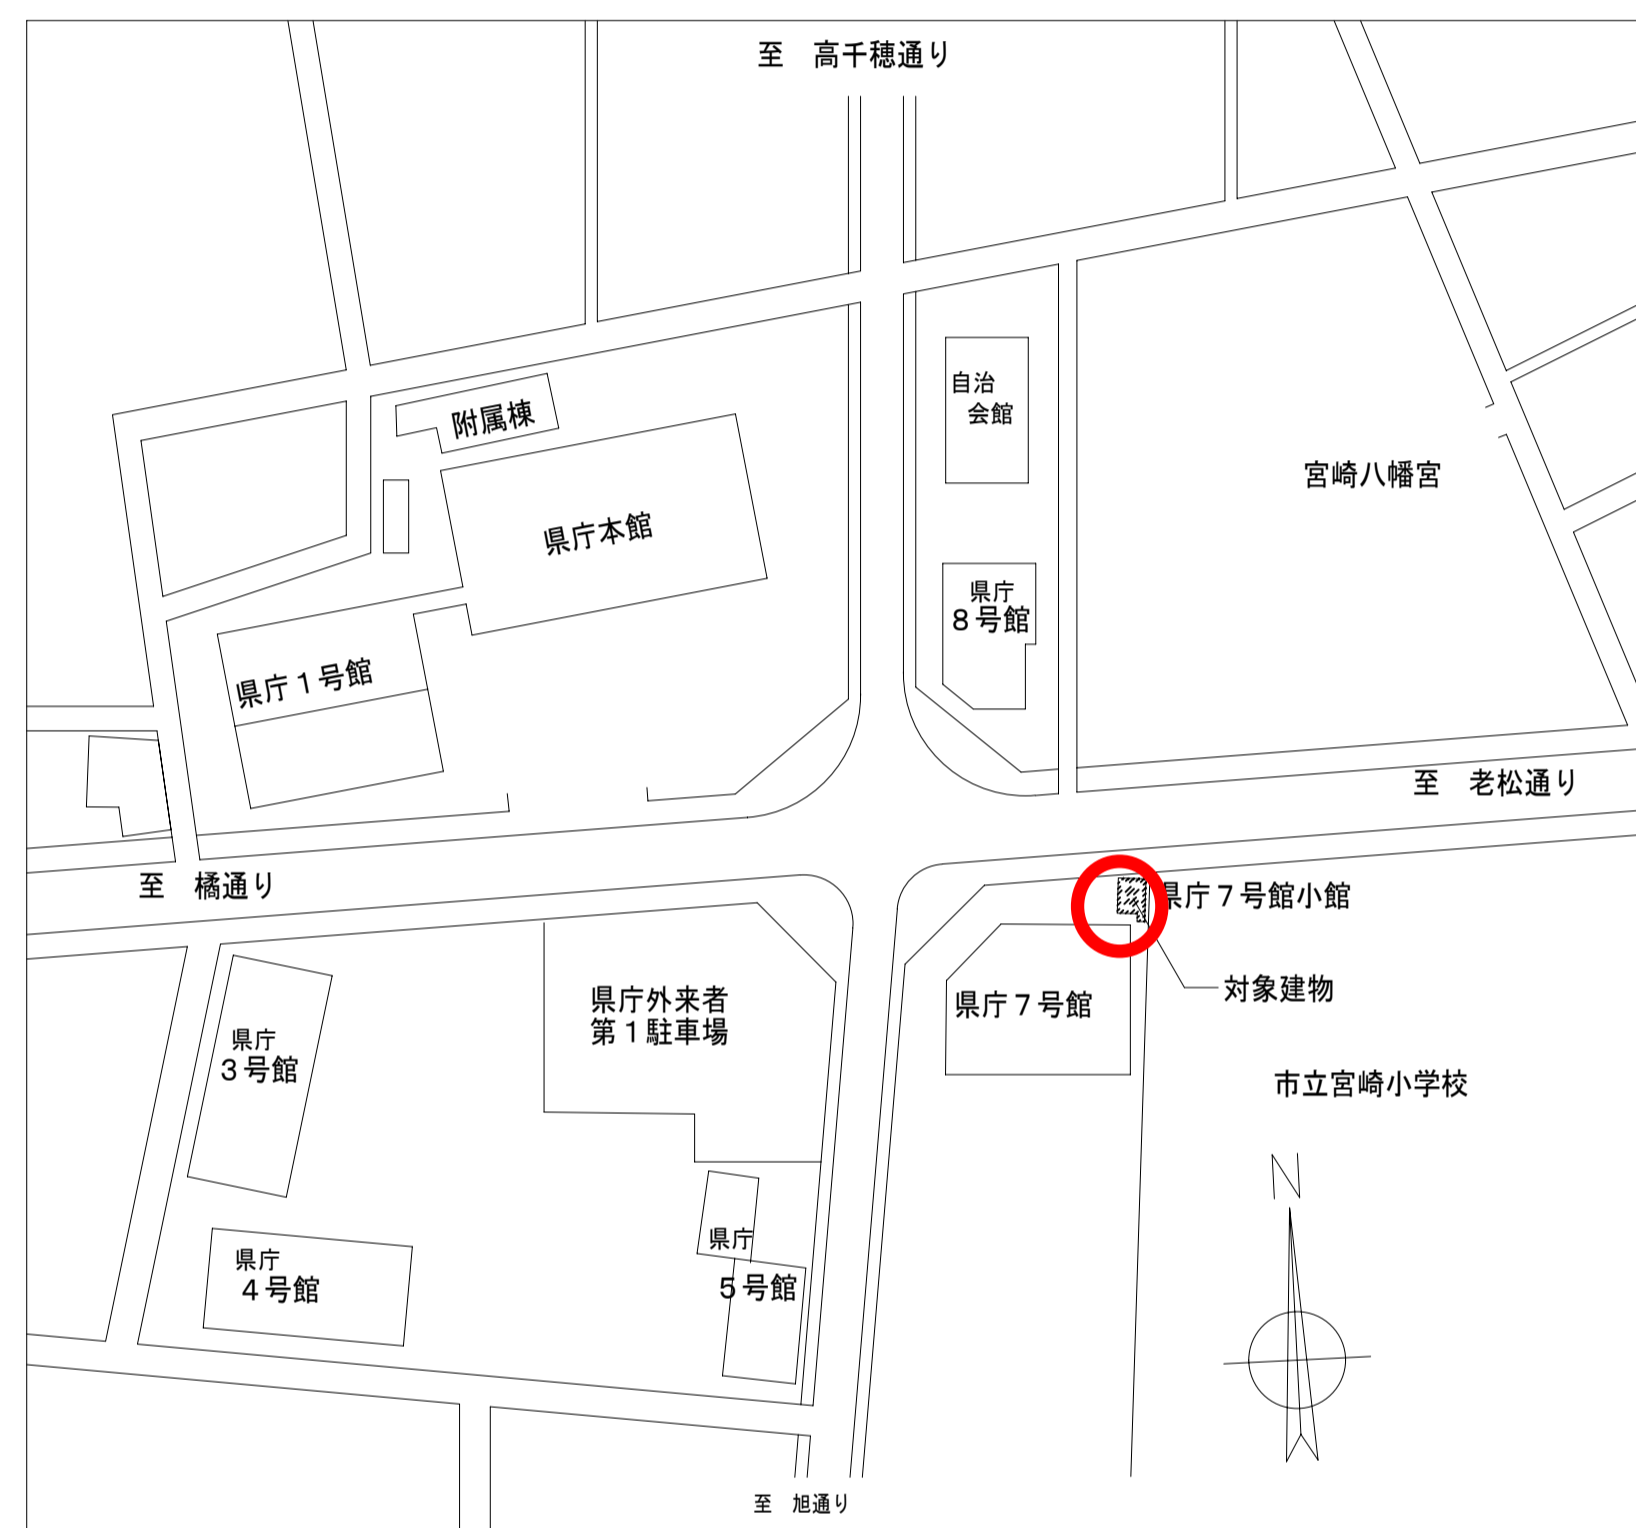 至　高千穂通り
自治
会館
附属棟
宮崎八幡宮
県庁本館
県庁
８号館
県庁１号館
至　老松通り
至　橘通り
県庁７号館小館
対象建物
県庁外来者
第１駐車場
県庁７号館
県庁
３号館
市立宮崎小学校
N
県庁
５号館
県庁
４号館
至　旭通り